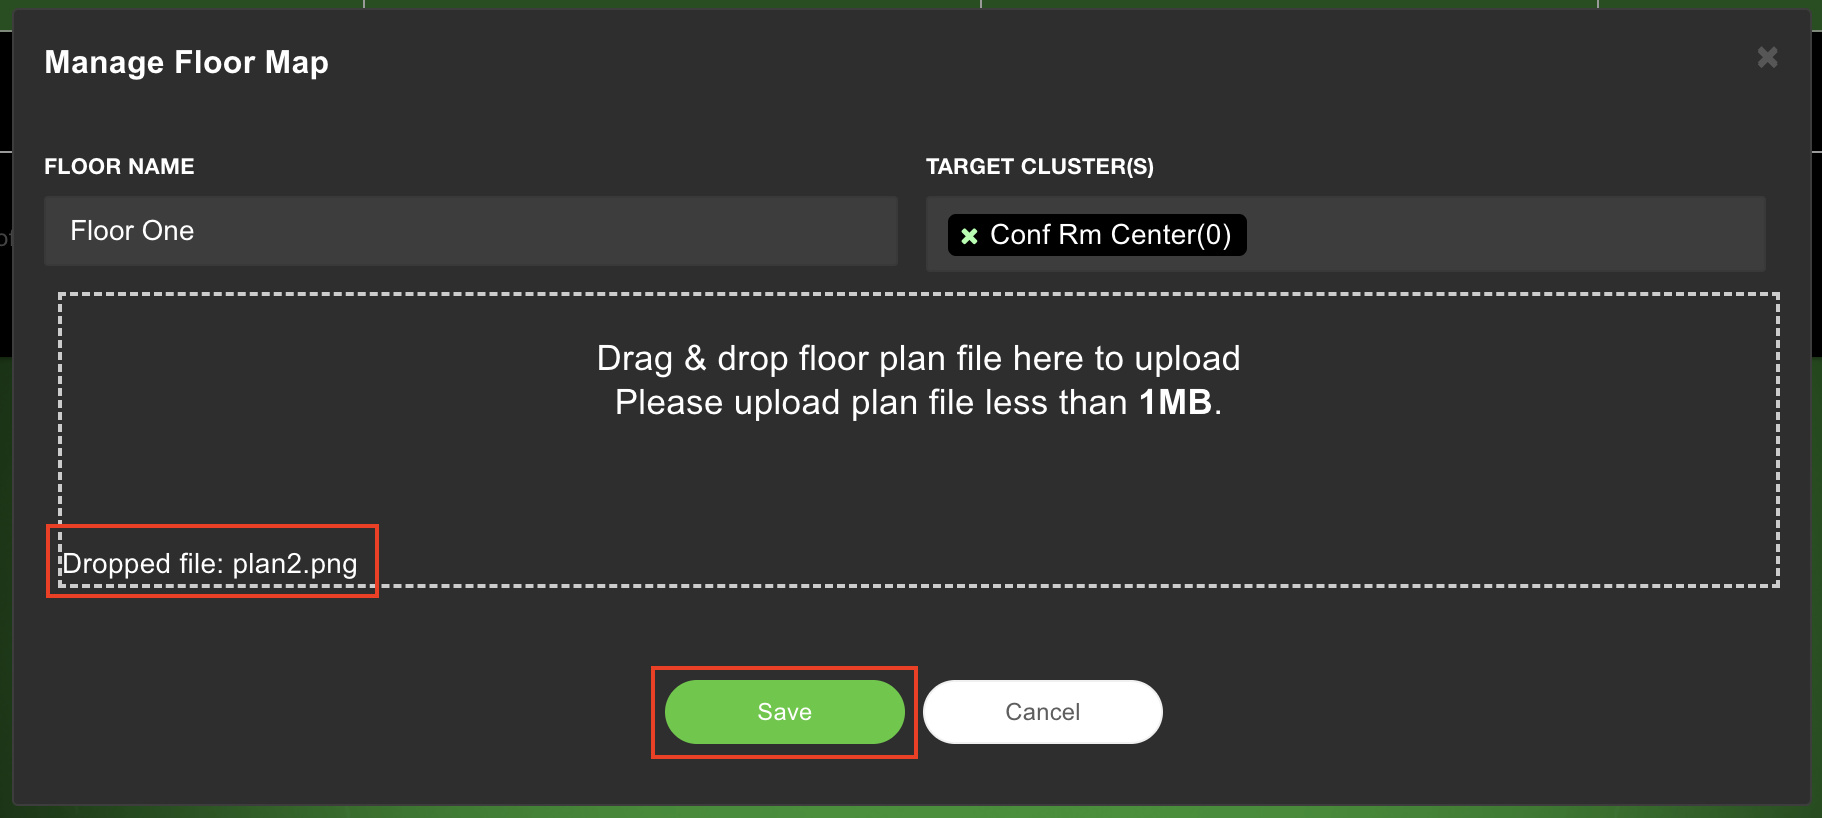 Manage Floor Map
FLOOR NAME
TARGET CLUSTER(S)
Floor One
Conf Rm Center(0)
Drag & drop floor plan file here to upload
Please upload plan file less than 1MB.
Dropped file: plan2.png
Save
Cancel